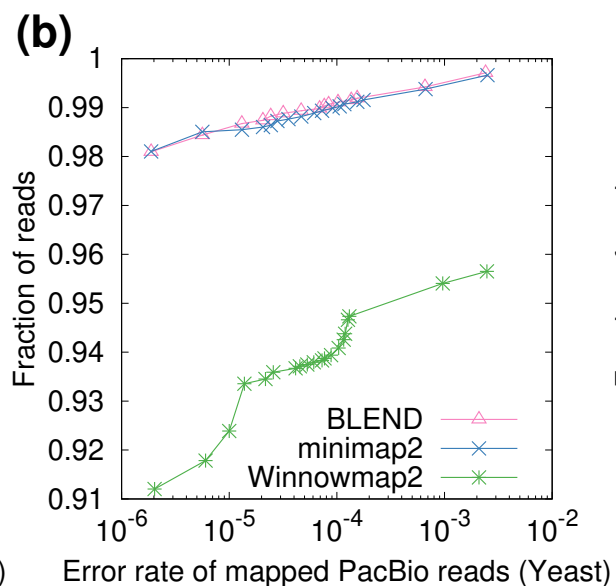 (b)
1
0.99
0.98
0.97
0.96
0.95
0.94
0.93
0.92
0.91
Fraction of reads
BLEND
minimap2
Winnowmap2
10^-6 10^-5 10^-4 10^-3 10^-2
) Error rate of mapped PacBio reads (Yeast)